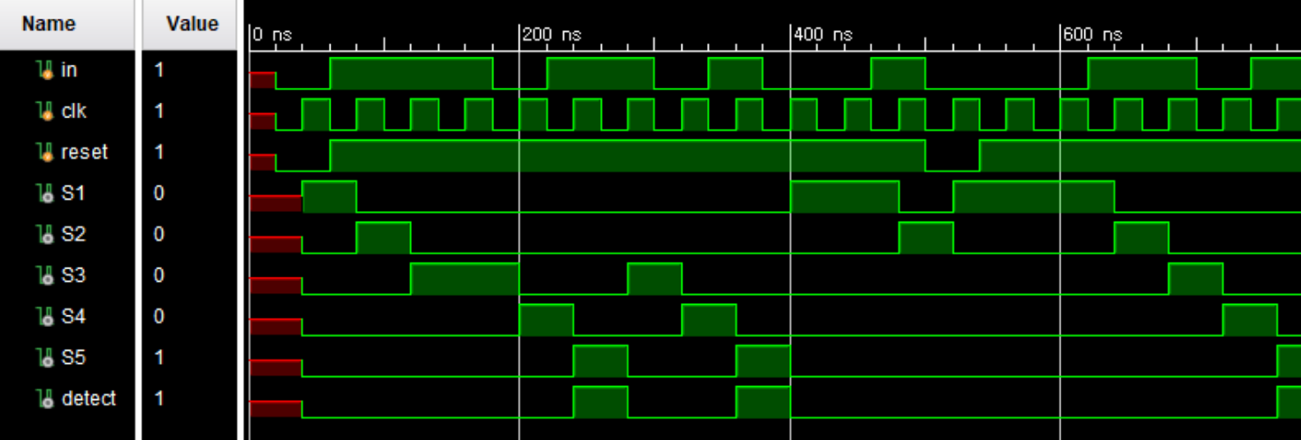 Name Value
0 ns 200 ns 400 ns 600 ns
in 1
clk 1
reset 1
S1 0
S2 0
S3 0
S4 0
S5 1
detect 1